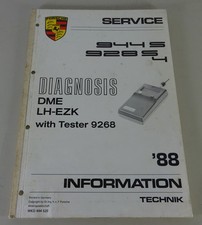 SERVICE
944 S
928 S
4
DIAGNOSIS
DME
LH-EZK
with Tester 9268
'88
INFORMATION
TECHNIK